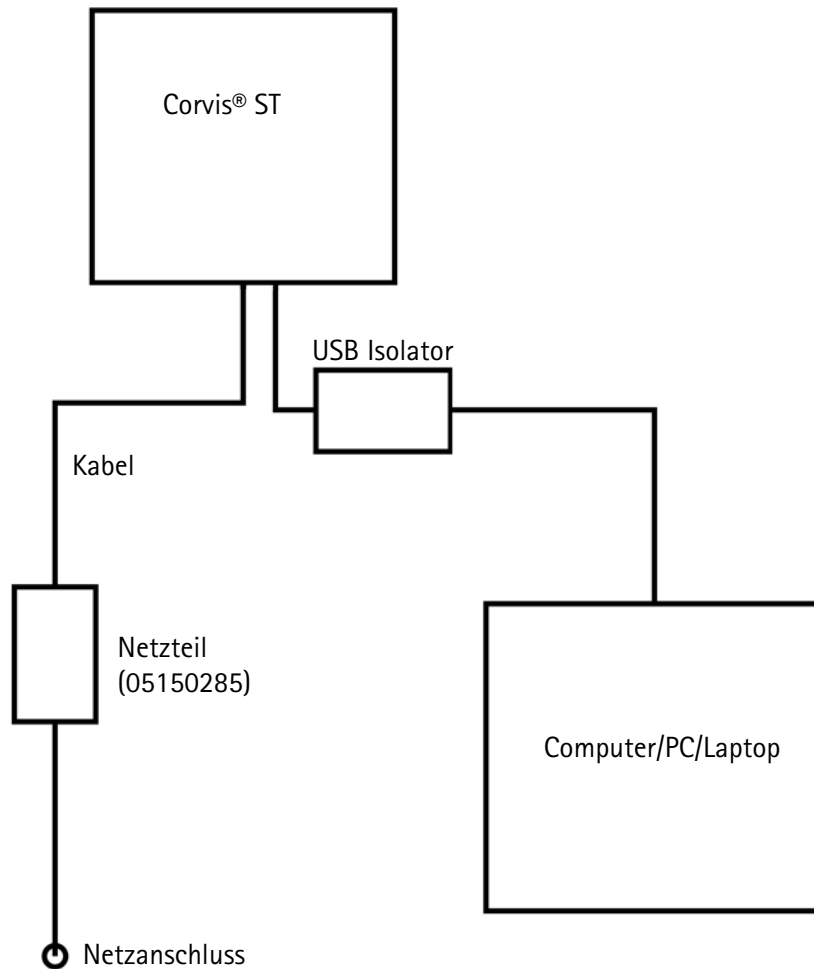 Corvis® ST
USB Isolator
Kabel
Netzteil
(05150285)
Computer/PC/Laptop
Netzanschluss